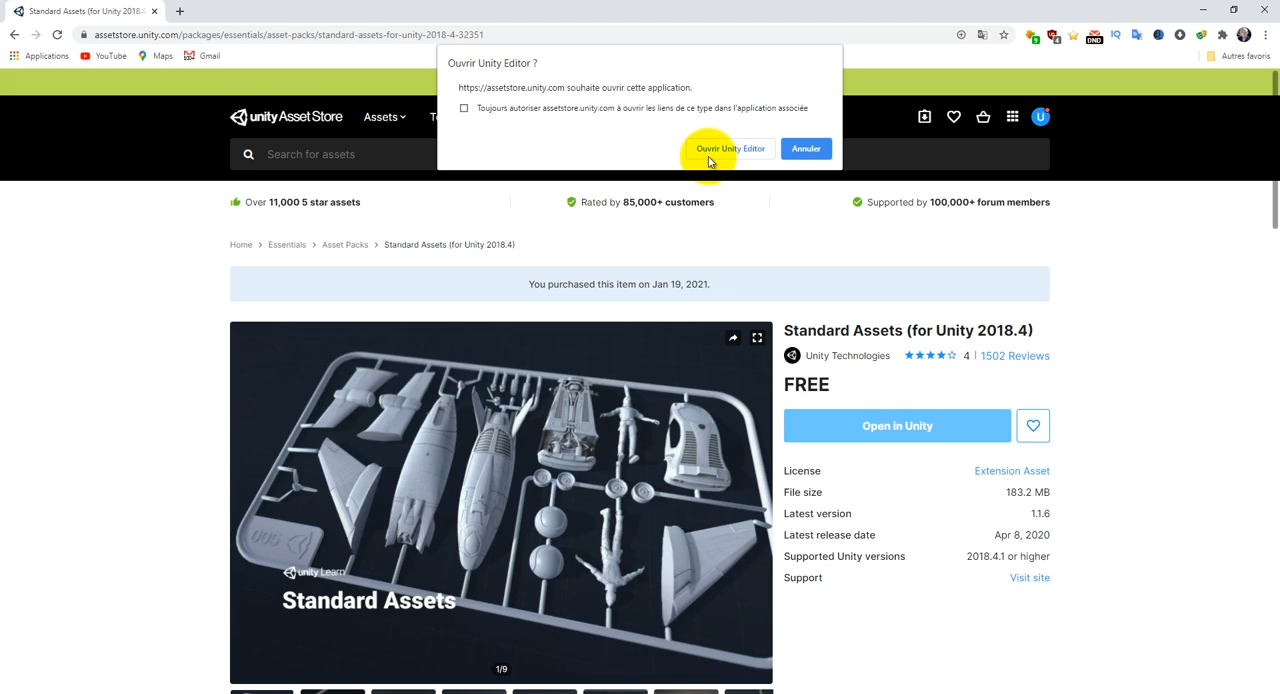 Standard Assets (for Unity 2018.4
assetstore.unity.com/packages/essentials/asset-packs/standard-assets-for-unity-2018-4-32351
Applications YouTube Maps Gmail Autres favoris
Ouvrir Unity Editor ?
https://assetstore.unity.com souhaite ouvrir cette application.
Toujours autoriser assetstore.unity.com à ouvrir les liens de ce type dans l'application associée
Ouvrir Unity Editor Annuler
unity Asset Store Assets
U
Search for assets
Over 11,000 5 star assets Rated by 85,000+ customers Supported by 100,000+ forum members
Home > Essentials > Asset Packs > Standard Assets (for Unity 2018.4)
You purchased this item on Jan 19, 2021.
Standard Assets (for Unity 2018.4)
Unity Technologies 4 | 1502 Reviews
FREE
Open in Unity
License Extension Asset
File size 183.2 MB
Latest version 1.1.6
Latest release date Apr 8, 2020
Supported Unity versions 2018.4.1 or higher
Support Visit site
unity Learn
Standard Assets
1/9